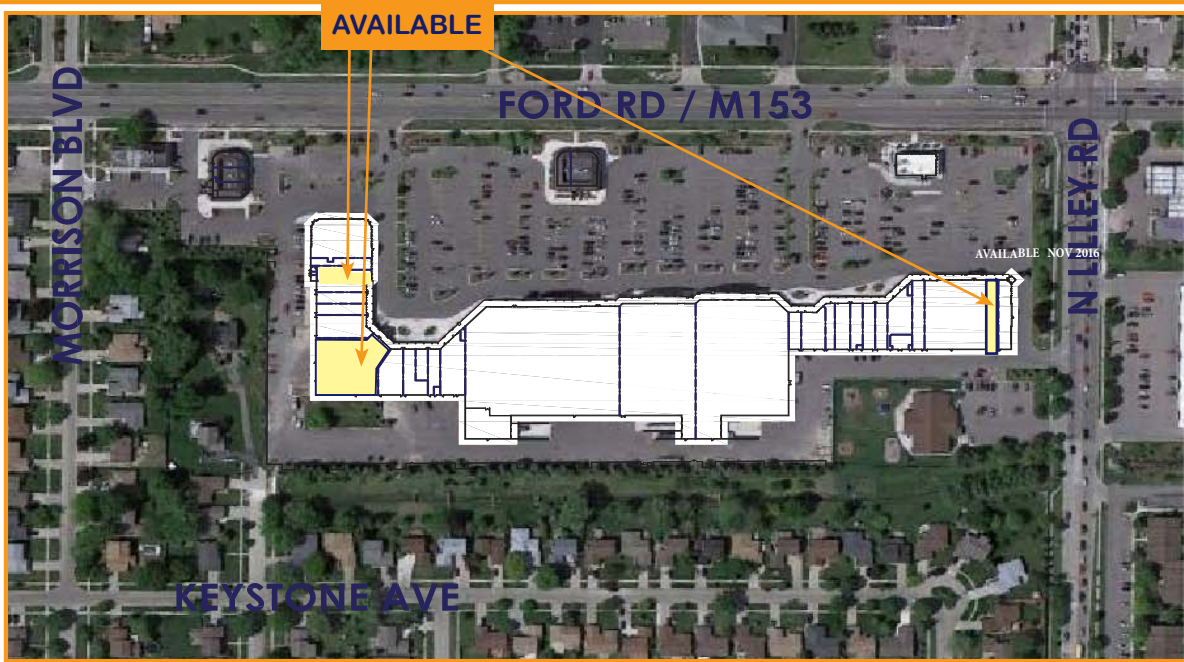 AVAILABLE
FORD RD / M153
MORRISON BLVD
N LILLEY RD
AVAILABLE NOV 2016
KEYSTONE AVE